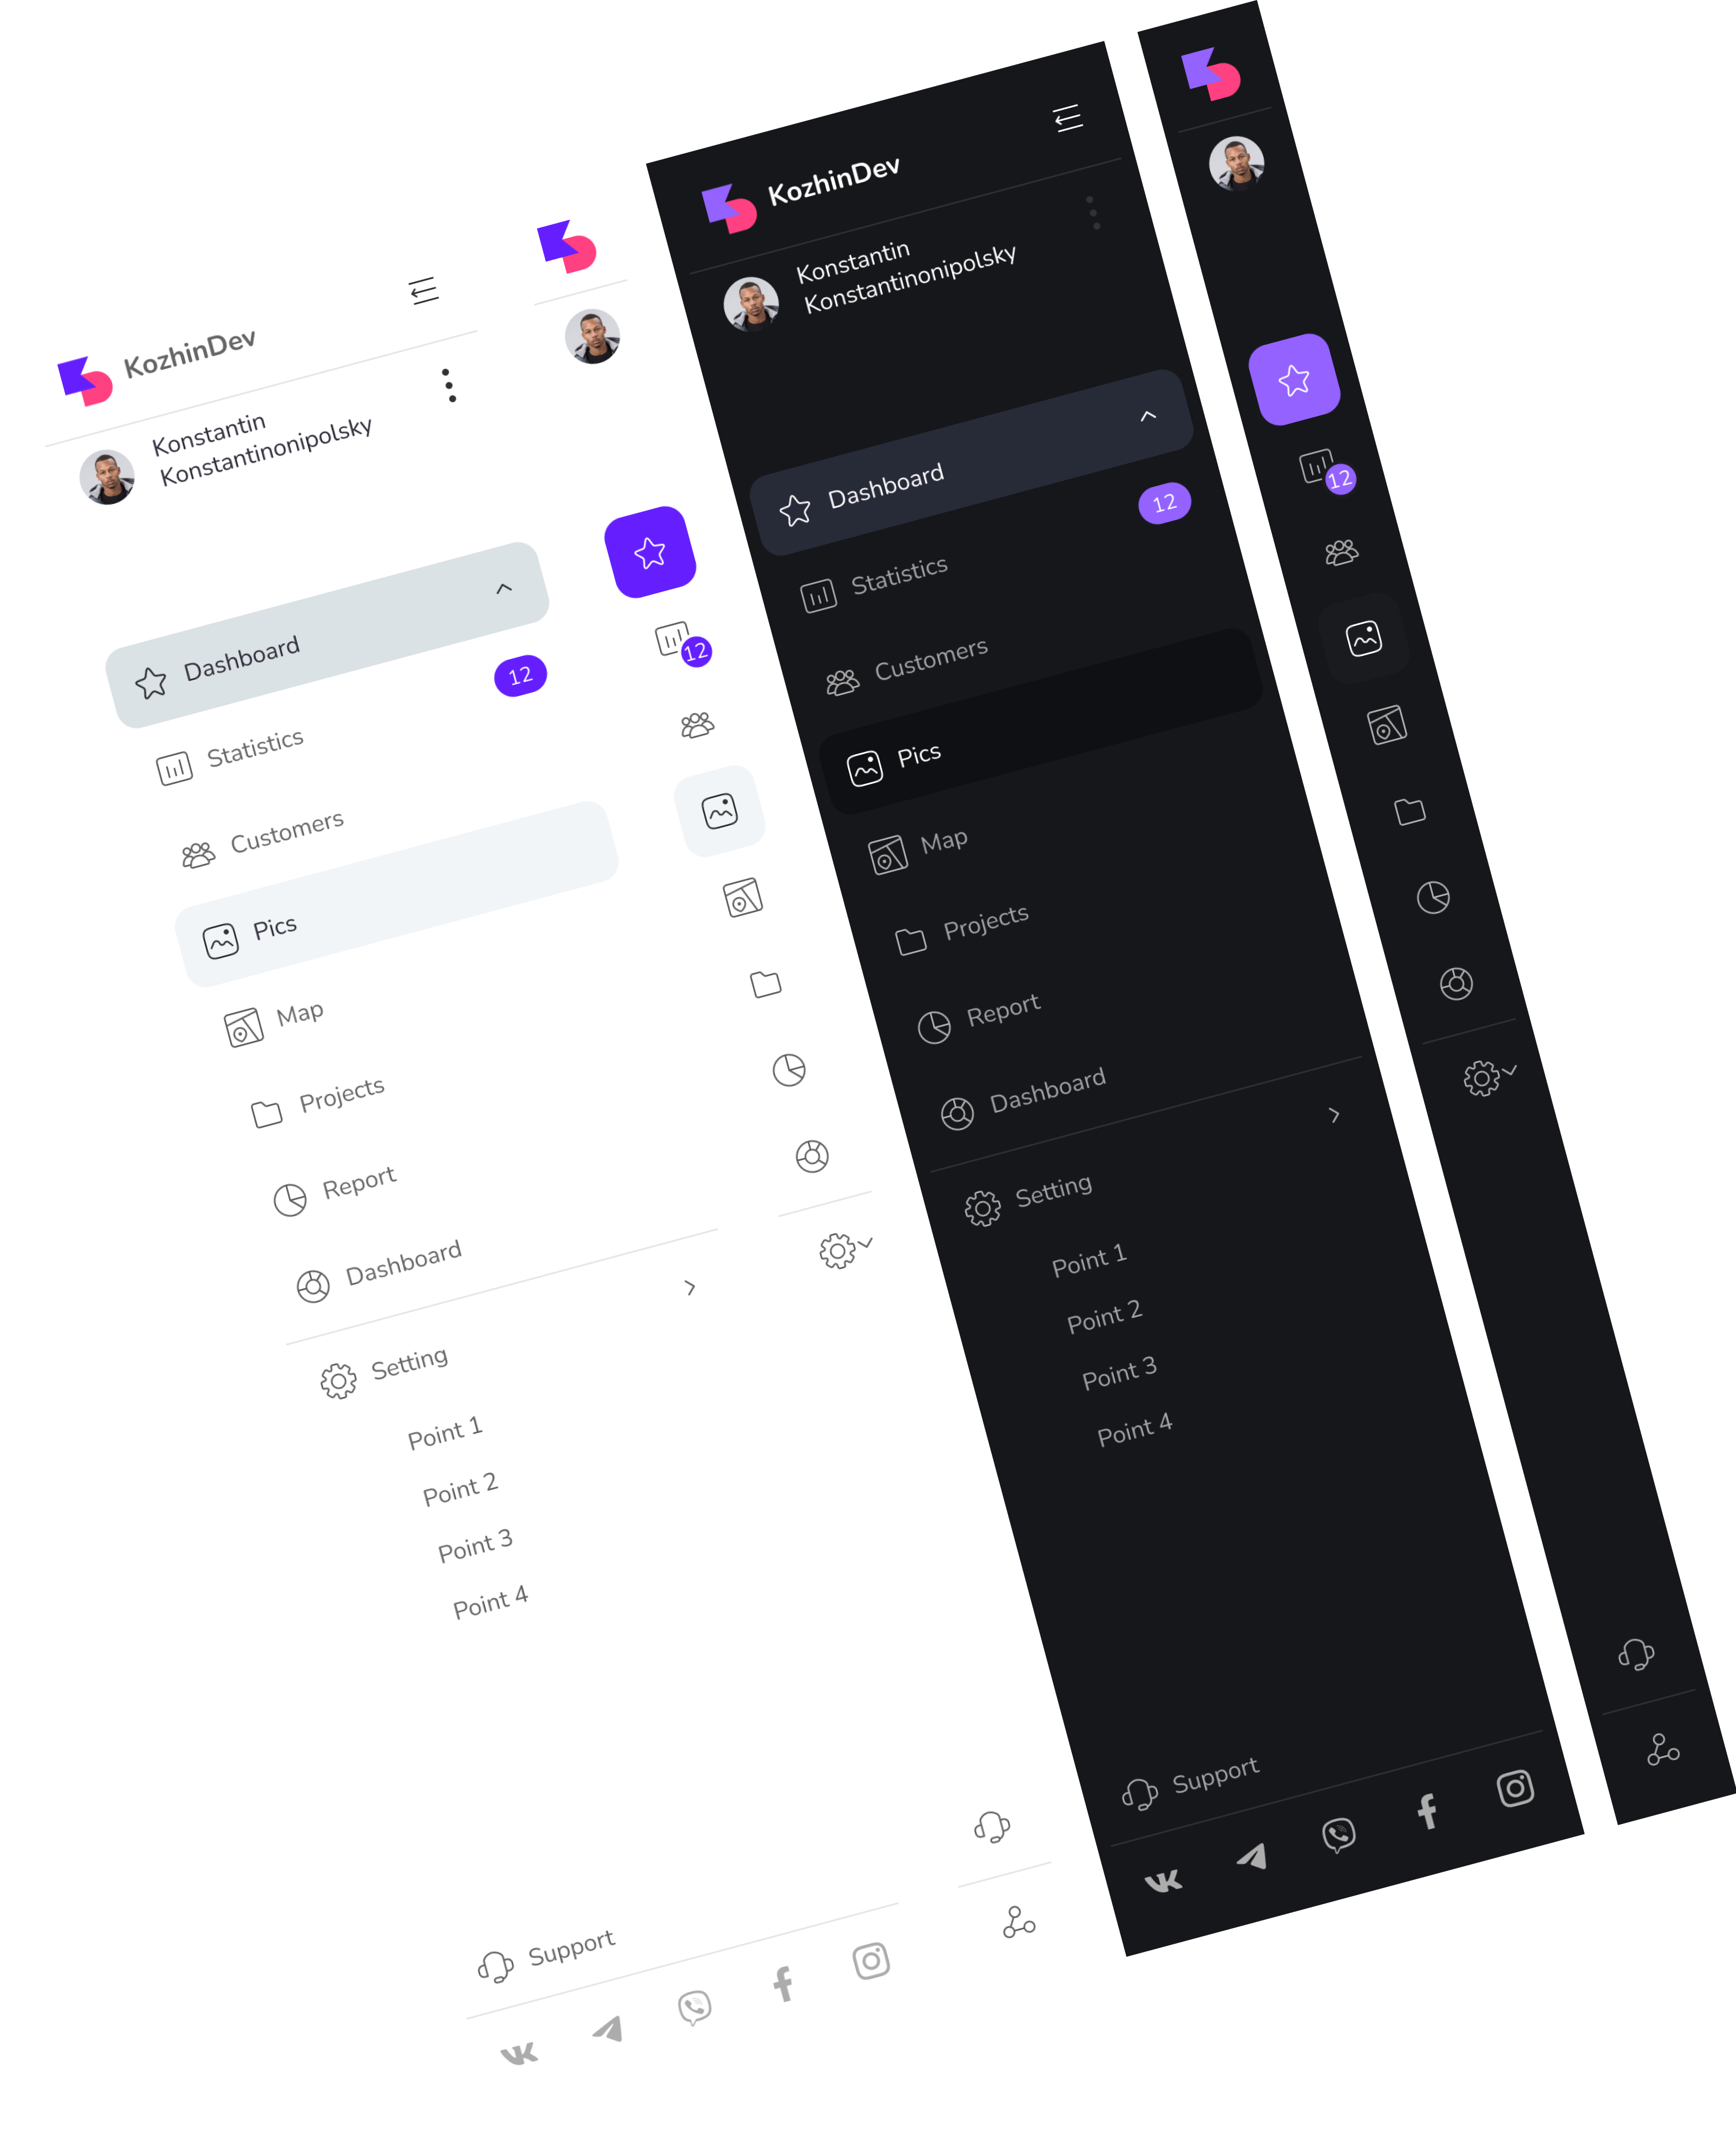 KozhinDev
Konstantin
Konstantinonipolsky
Dashboard
Statistics
12
Customers
Pics
Map
Projects
Report
Dashboard
Setting
Point 1
Point 2
Point 3
Point 4
Support
12
KozhinDev
Konstantin
Konstantinonipolsky
Dashboard
Statistics
12
Customers
Pics
Map
Projects
Report
Dashboard
Setting
Point 1
Point 2
Point 3
Point 4
Support
12